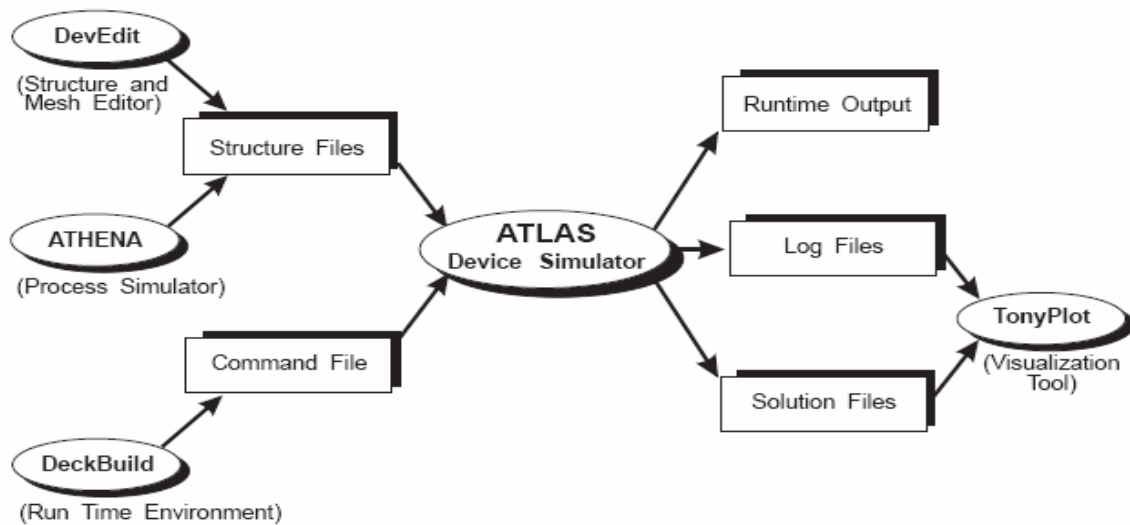 DevEdit
(Structure and
Mesh Editor)
Structure Files
ATHENA
(Process Simulator)
Command File
DeckBuild
(Run Time Environment)
ATLAS
Device Simulator
Runtime Output
Log Files
Solution Files
TonyPlot
(Visualization
Tool)